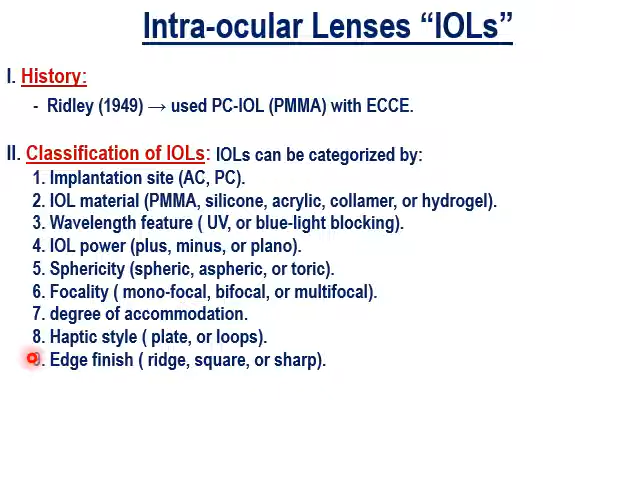 Intra-ocular Lenses “IOLs”
I. History:
- Ridley (1949) → used PC-IOL (PMMA) with ECCE.
II. Classification of IOLs: IOLs can be categorized by:
1. Implantation site (AC, PC).
2. IOL material (PMMA, silicone, acrylic, collamer, or hydrogel).
3. Wavelength feature ( UV, or blue-light blocking).
4. IOL power (plus, minus, or plano).
5. Sphericity (spheric, aspheric, or toric).
6. Focality ( mono-focal, bifocal, or multifocal).
7. degree of accommodation.
8. Haptic style ( plate, or loops).
9. Edge finish ( ridge, square, or sharp).